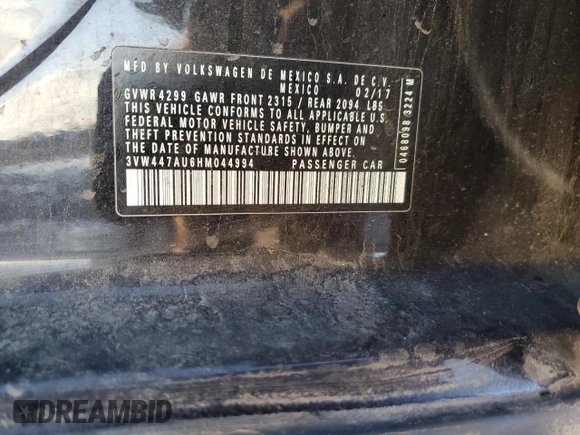 MFD BY VOLKSWAGEN DE MEXICO S.A. DE C.V.
MEXICO 02/17
GVWR 4299 GAWR FRONT 2315 / REAR 2094 LBS
THIS VEHICLE CONFORMS TO ALL APPLICABLE U.S.
FEDERAL MOTOR VEHICLE SAFETY, BUMPER AND
THEFT PREVENTION STANDARDS IN EFFECT ON
THE DATE OF MANUFACTURE SHOWN ABOVE.
3VW447AU6HM044994 PASSENGER CAR
0468098 3224 M
DREAMBID